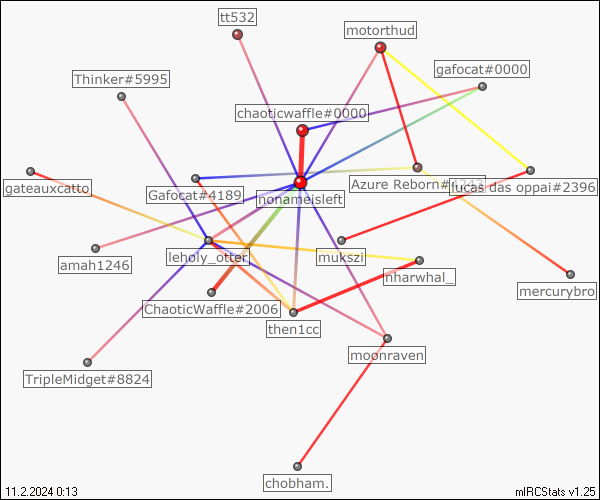 tt532
motorthud
gafocat#0000
Thinker#5995
chaoticwaffle#0000
gateauxcatto
Gafocat#4189
nonameisleft
Azure Reborn#
lucas das oppai#2396
amah1246
leholy_otter
mukszi
nharwhal_
mercurybro
ChaoticWaffle#2006
then1cc
moonraven
TripleMidget#8824
chobham.
11.2.2024 0:13
mIRCStats v1.25